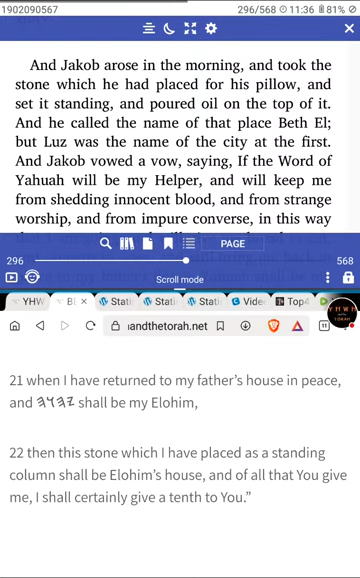 1902090567
296/568 11:36 81%
And Jakob arose in the morning, and took the
stone which he had placed for his pillow, and
set it standing, and poured oil on the top of it.
And he called the name of that place Beth El;
but Luz was the name of the city at the first.
And Jakob vowed a vow, saying, If the Word of
Yahuah will be my Helper, and will keep me
from shedding innocent blood, and from strange
worship, and from impure converse, in this way
PAGE
296 568
Scroll mode
YHW Stati Stati Stati Vide Top4
andthetorah.net
21 when I have returned to my father’s house in peace,
and 𐤉𐤄𐤅𐤄 shall be my Elohim,
22 then this stone which I have placed as a standing
column shall be Elohim’s house, and of all that You give
me, I shall certainly give a tenth to You.”